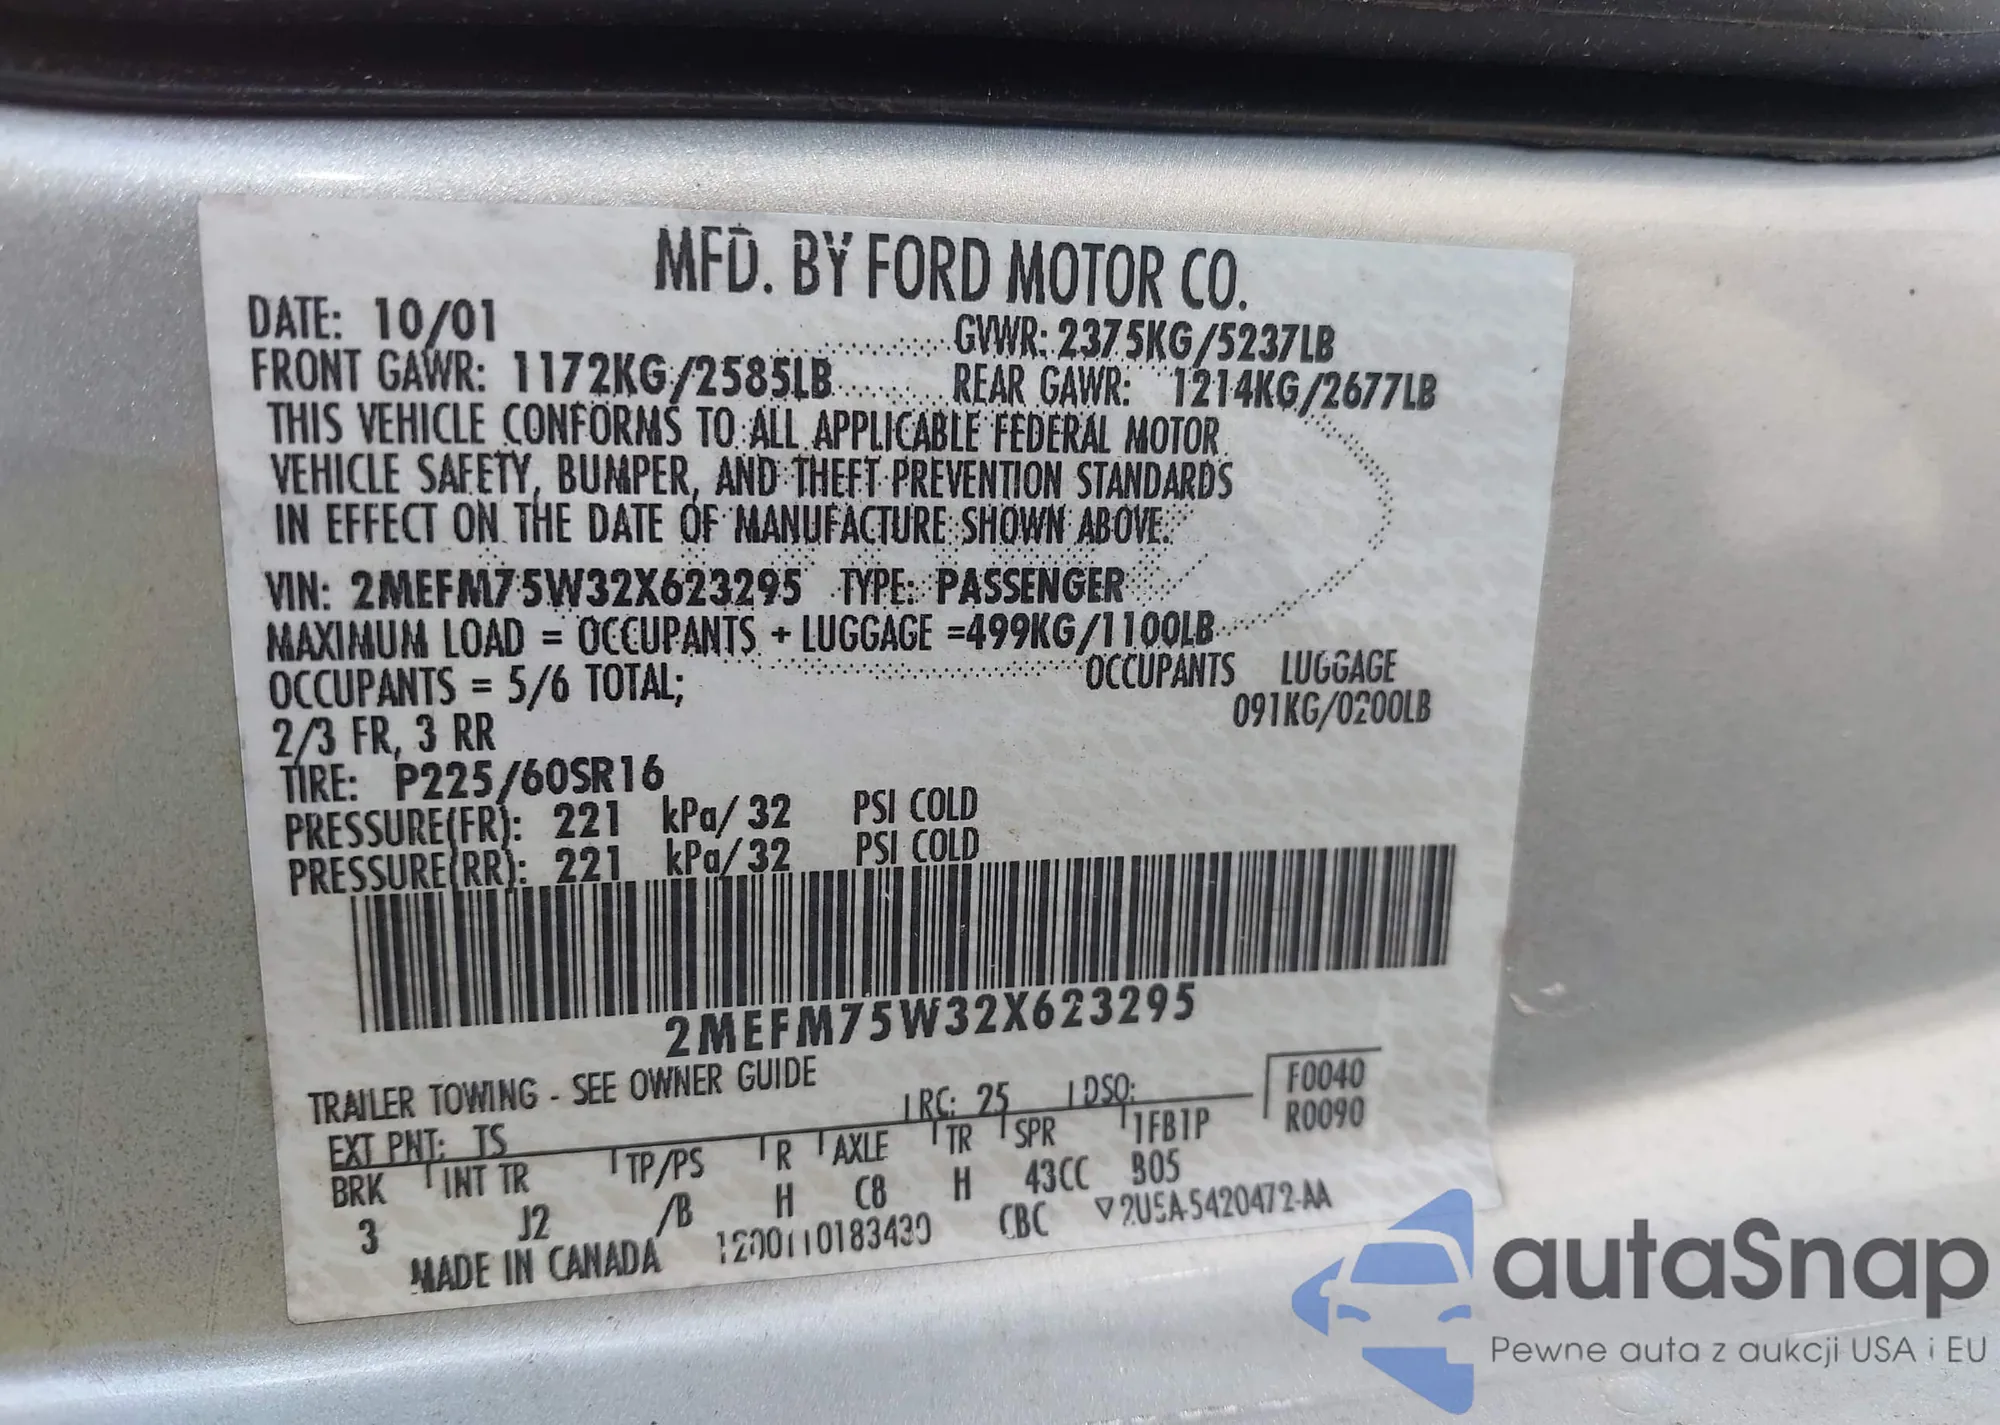 MFD. BY FORD MOTOR CO.
DATE: 10/01 GVWR: 2375KG/5237LB
FRONT GAWR: 1172KG/2585LB REAR GAWR: 1214KG/2677LB
THIS VEHICLE CONFORMS TO ALL APPLICABLE FEDERAL MOTOR
VEHICLE SAFETY, BUMPER, AND THEFT PREVENTION STANDARDS
IN EFFECT ON THE DATE OF MANUFACTURE SHOWN ABOVE.
VIN: 2MEFM75W32X623295 TYPE: PASSENGER
MAXIMUM LOAD = OCCUPANTS + LUGGAGE =499KG/1100LB
OCCUPANTS = 5/6 TOTAL; OCCUPANTS LUGGAGE
2/3 FR, 3 RR 091KG/0200LB
TIRE: P225/60SR16
PRESSURE(FR): 221 kPa/ 32 PSI COLD
PRESSURE(RR): 221 kPa/ 32 PSI COLD
2MEFM75W32X623295
TRAILER TOWING - SEE OWNER GUIDE
EXT PNT: TS RC: 25 DSO: F0040
BRK INT TR TP/PS R AXLE TR SPR 1FB1P R0090
3 J2 /B H C8 H 43CC B05
MADE IN CANADA CBC 2U5A-5420472-AA
autaSnap
Pewne auta z aukcji USA i EU